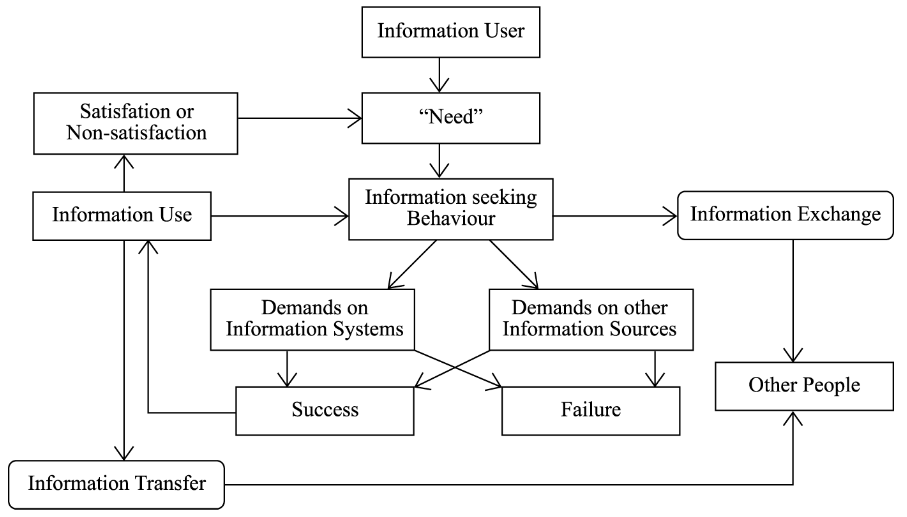 Information User
Satisfation or
Non-satisfaction
“Need”
Information Use
Information seeking
Behaviour
Information Exchange
Demands on
Information Systems
Demands on other
Information Sources
Other People
Success
Failure
Information Transfer